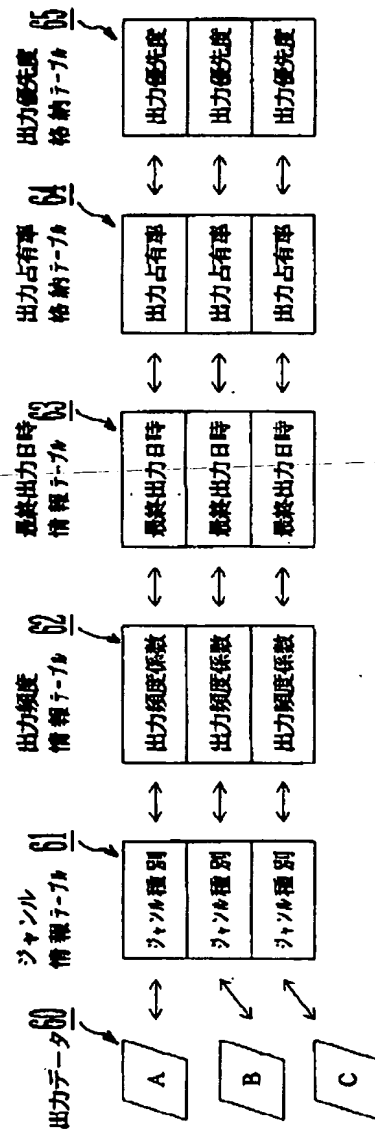 出力データ 60
A
B
C
ジャンル
情報テーブル 61
ジャンル種別
ジャンル種別
ジャンル種別
出力頻度
情報テーブル 62
出力頻度係数
出力頻度係数
出力頻度係数
最終出力日時
情報テーブル 63
最終出力日時
最終出力日時
最終出力日時
出力占有率
格納テーブル 64
出力占有率
出力占有率
出力占有率
出力優先度
格納テーブル 65
出力優先度
出力優先度
出力優先度